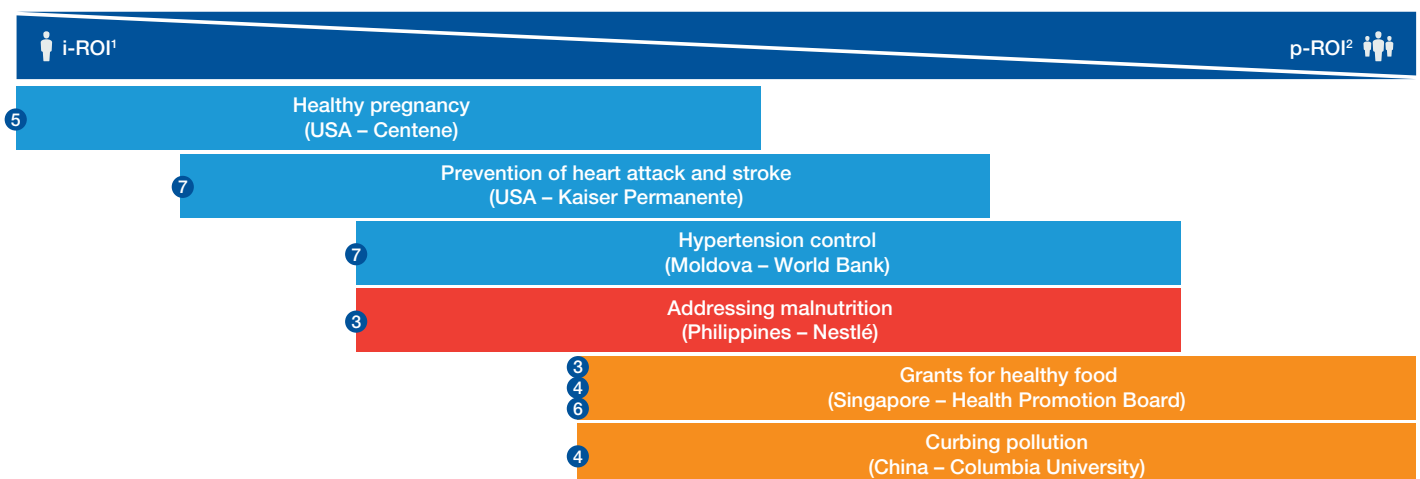 i-ROI¹
p-ROI²
5
Healthy pregnancy
(USA – Centene)
7
Prevention of heart attack and stroke
(USA – Kaiser Permanente)
7
Hypertension control
(Moldova – World Bank)
3
Addressing malnutrition
(Philippines – Nestlé)
3
4
6
Grants for healthy food
(Singapore – Health Promotion Board)
4
Curbing pollution
(China – Columbia University)